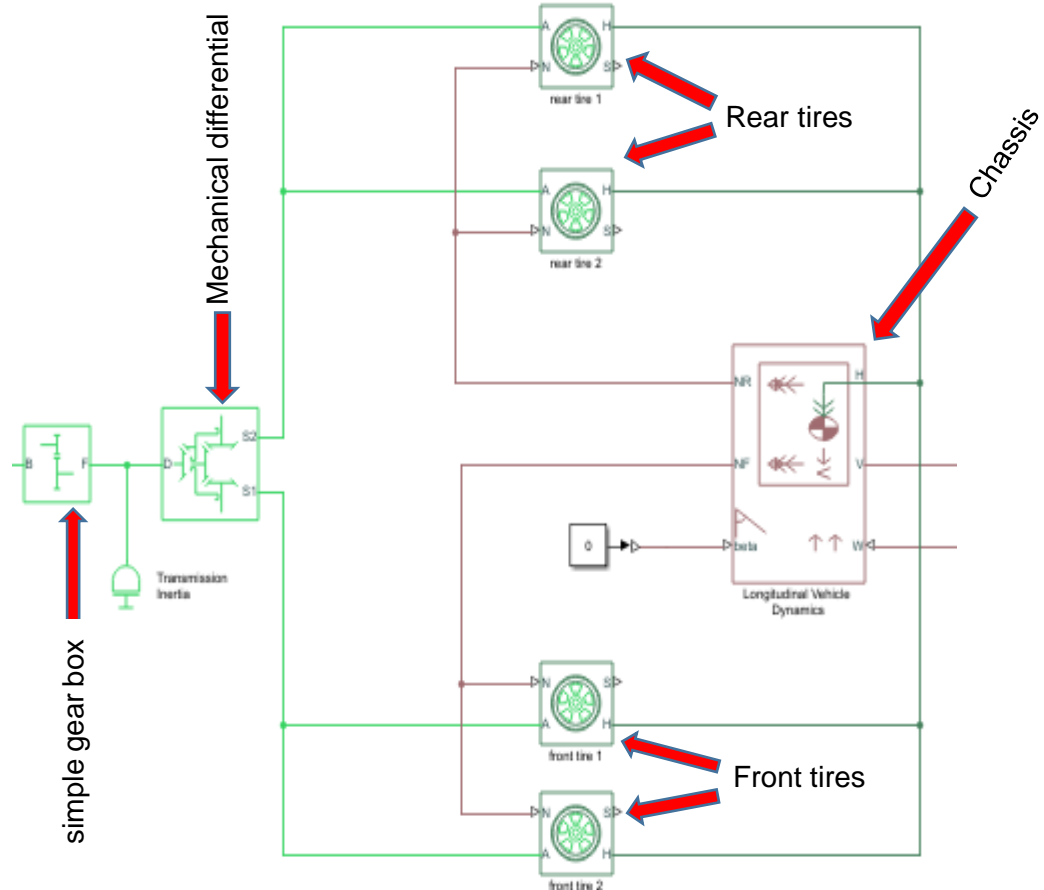 A
H
N
S
rear tire 1
Rear tires
Mechanical differential
Chassis
A
H
N
S
rear tire 2
NR
H
S2
B
F
D
NF
V
S1
0
beta
W
Transmission
Inertia
Longitudinal Vehicle
Dynamics
simple gear box
N
S
A
H
front tire 1
Front tires
N
S
A
H
front tire 2